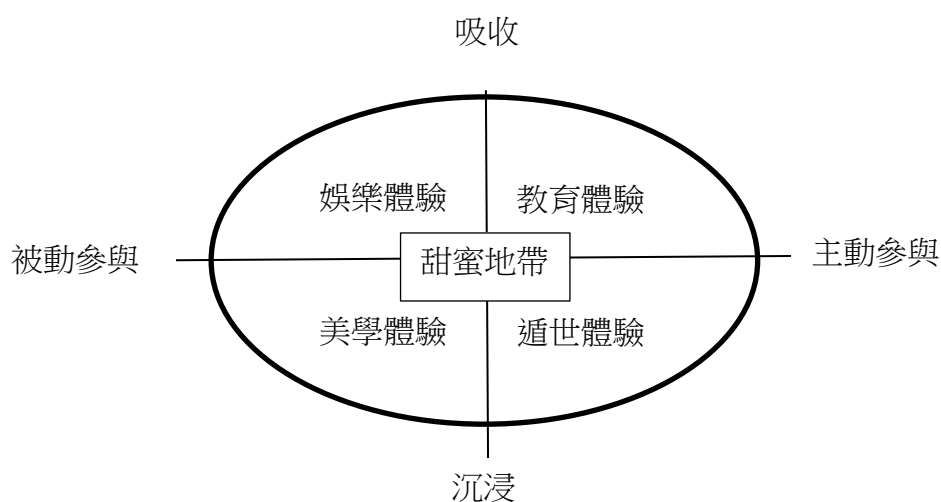 吸收
娛樂體驗 教育體驗
被動參與 甜蜜地帶 主動參與
美學體驗 遁世體驗
沉浸